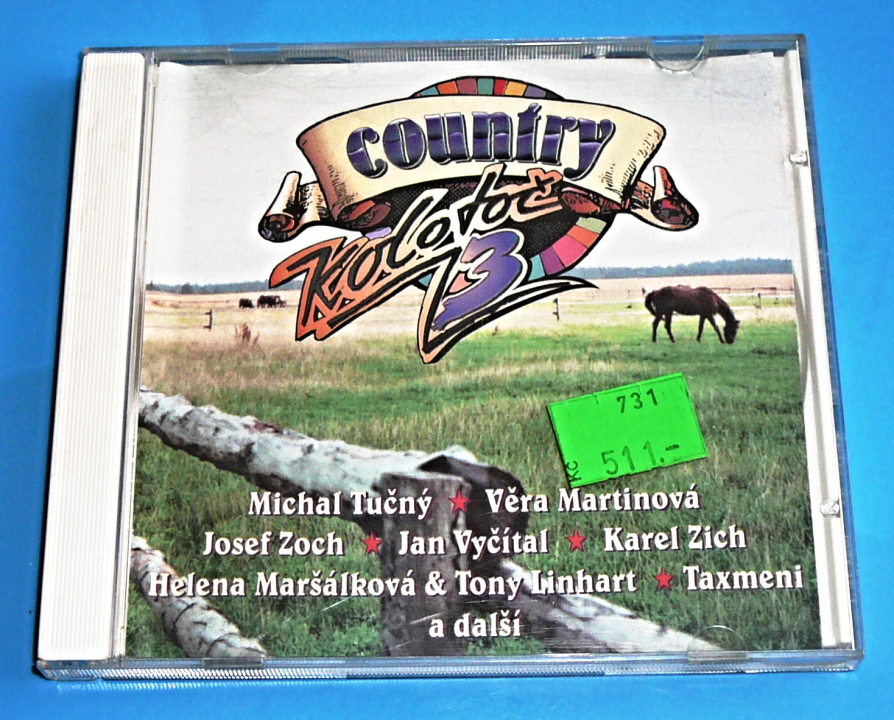 country
Kolotoč
3
731
Kč 511.-
Michal Tučný ★ Věra Martinová
Josef Zoch ★ Jan Vyčítal ★ Karel Zich
Helena Maršálková & Tony Linhart ★ Taxmeni
a další